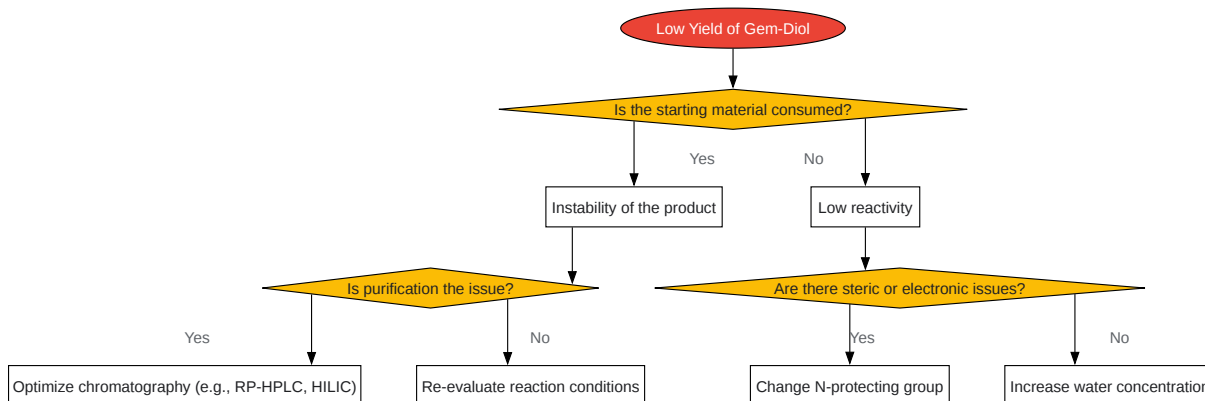 Low Yield of Gem-Diol
Is the starting material consumed?
Yes
No
Instability of the product
Low reactivity
Is purification the issue?
Are there steric or electronic issues?
Yes
No
Yes
No
Optimize chromatography (e.g., RP-HPLC, HILIC)
Re-evaluate reaction conditions
Change N-protecting group
Increase water concentration